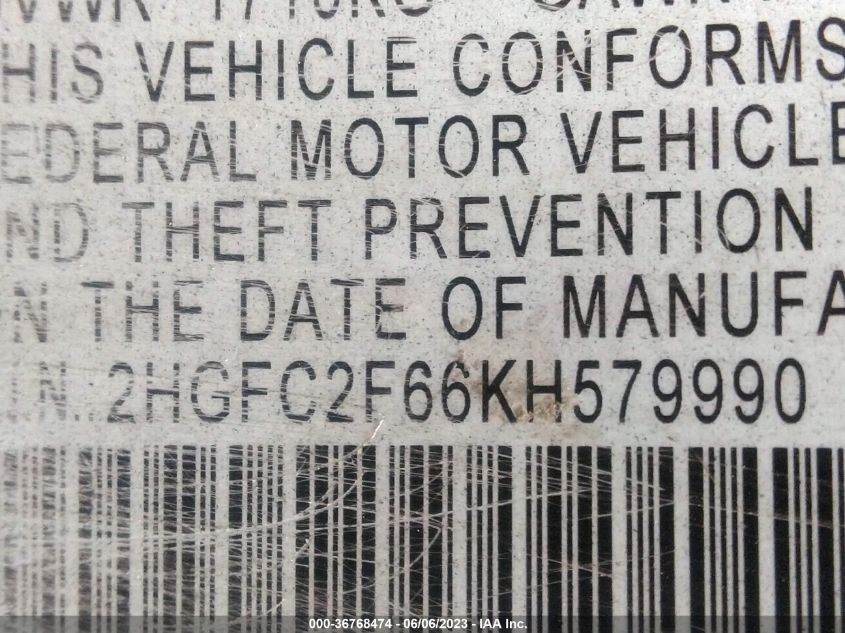 HIS VEHICLE CONFORMS
EDERAL MOTOR VEHICLE
ND THEFT PREVENTION
N THE DATE OF MANUFA
2HGFC2F66KH579990
000-36768474 - 06/06/2023 - IAA Inc.